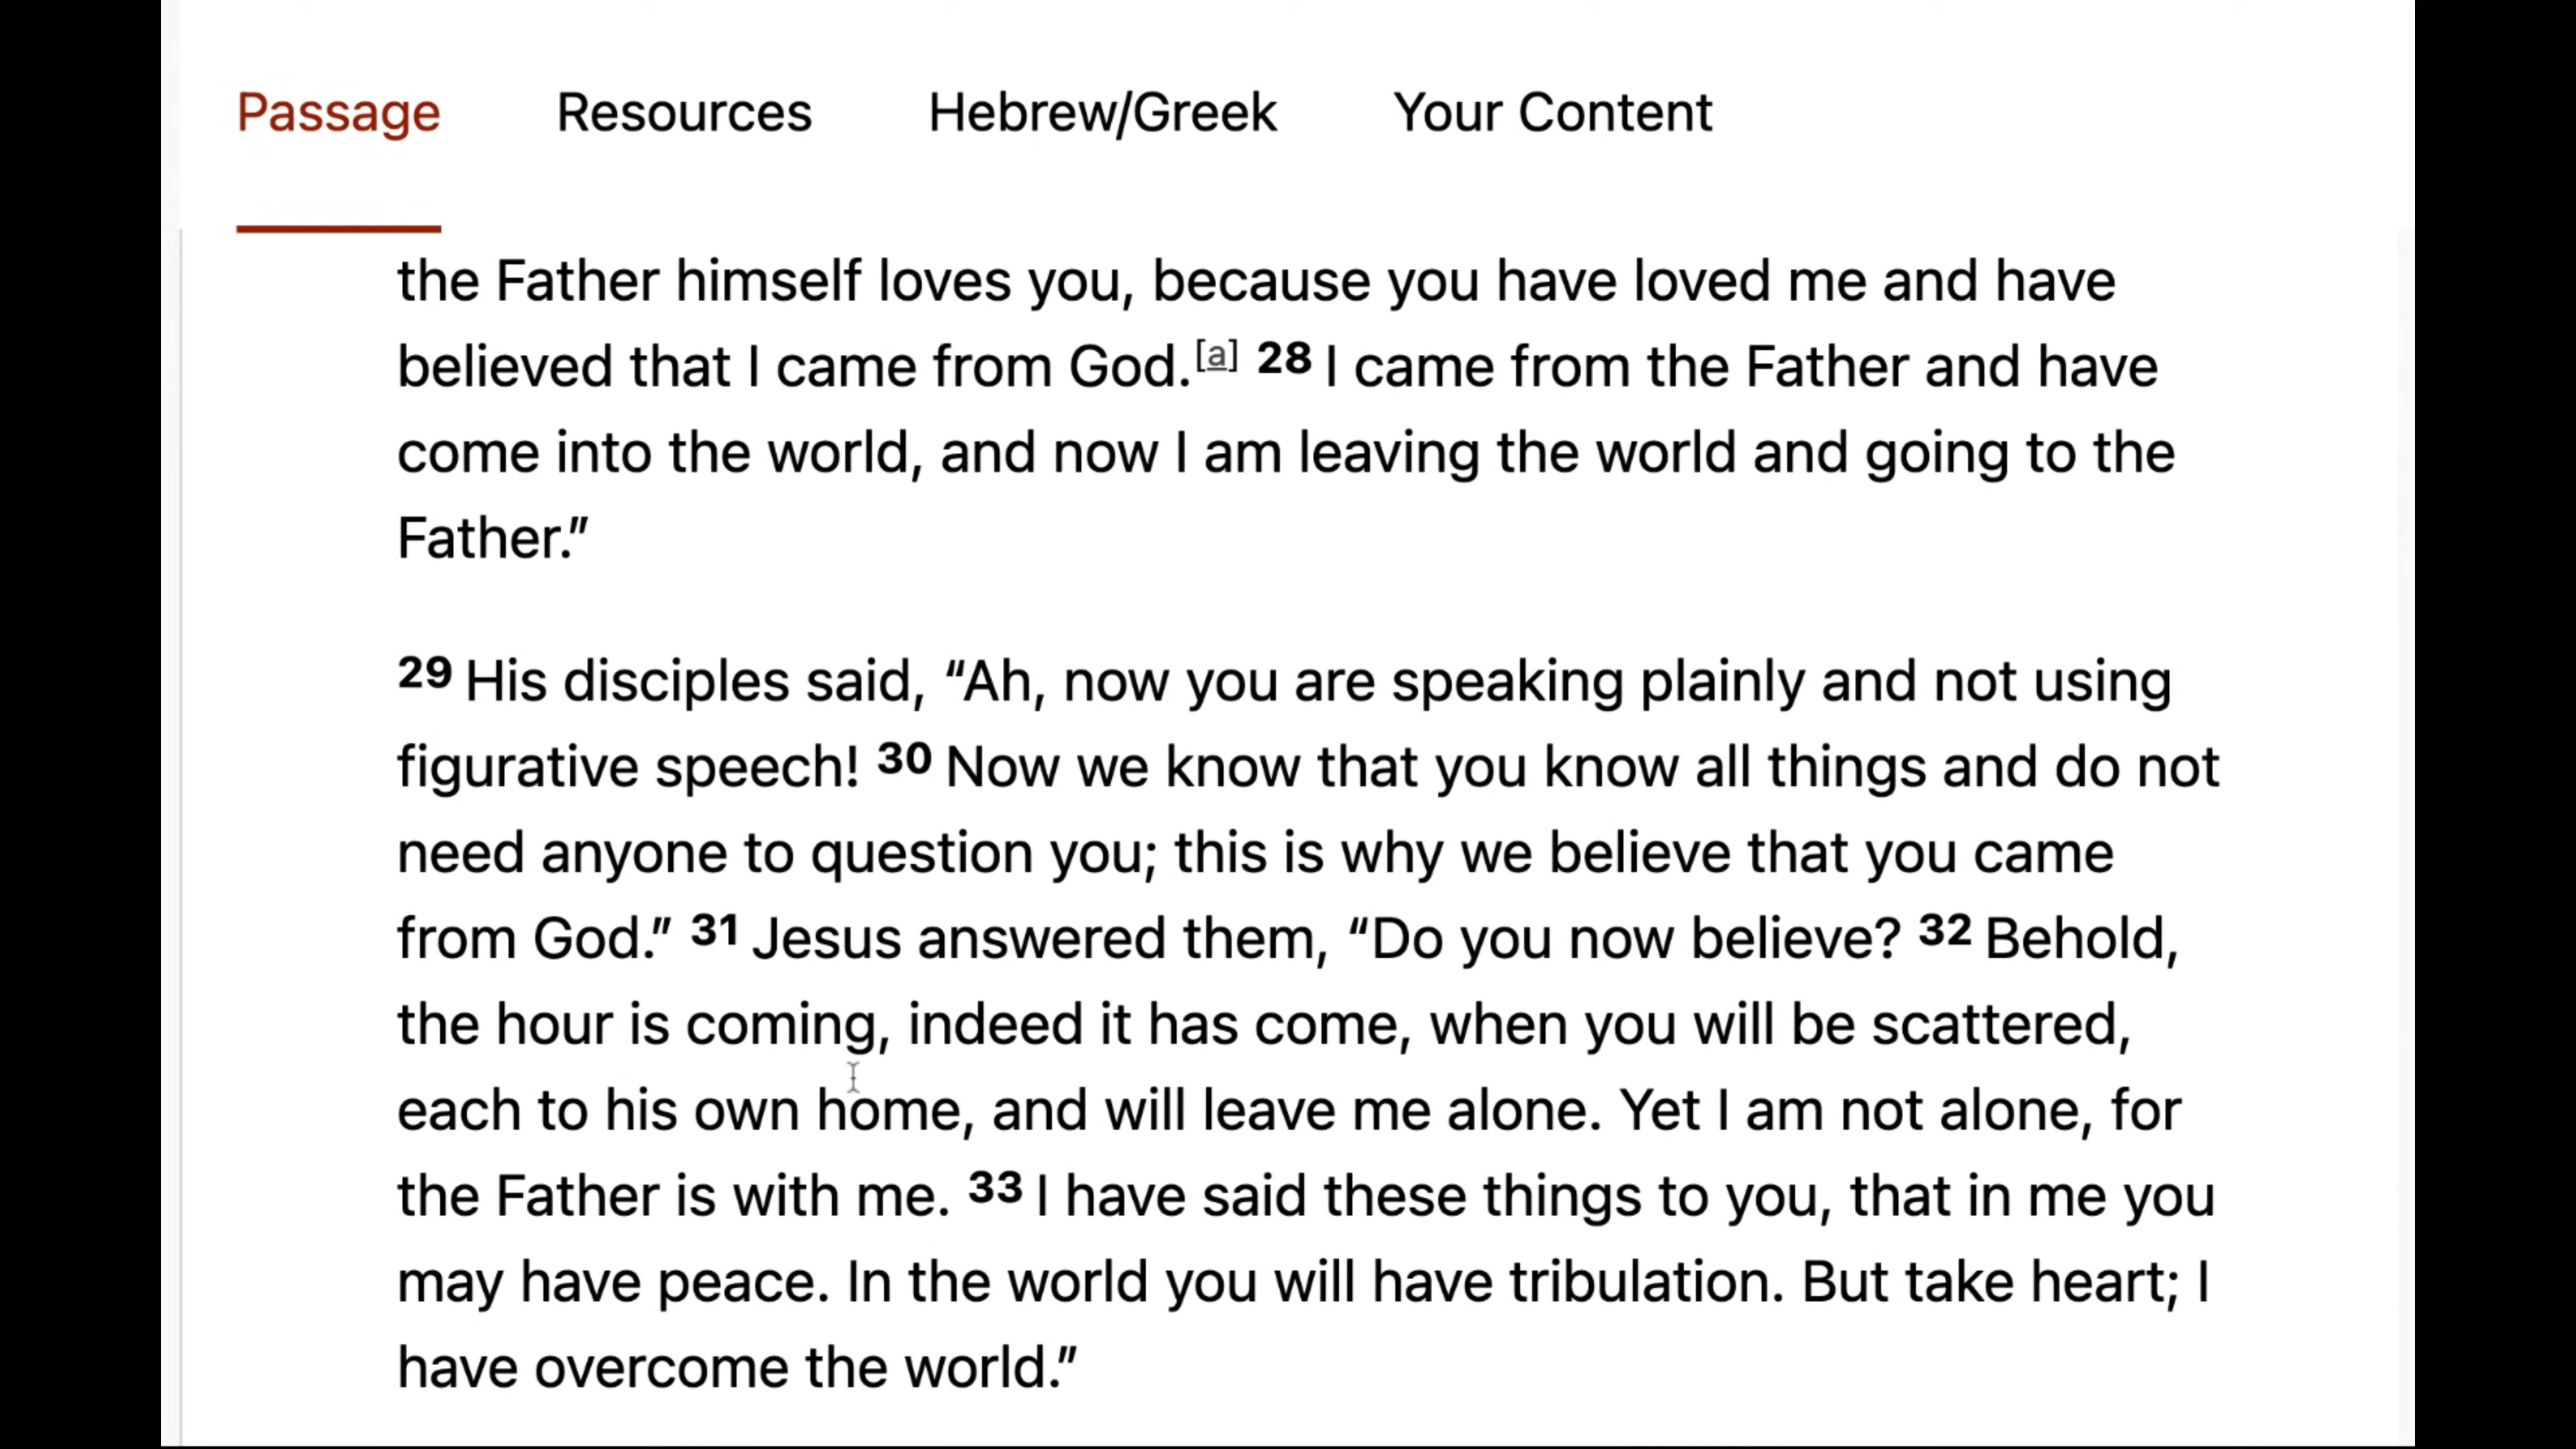 Passage Resources Hebrew/Greek Your Content
the Father himself loves you, because you have loved me and have
believed that I came from God.[a] 28 I came from the Father and have
come into the world, and now I am leaving the world and going to the
Father.”
29 His disciples said, “Ah, now you are speaking plainly and not using
figurative speech! 30 Now we know that you know all things and do not
need anyone to question you; this is why we believe that you came
from God.” 31 Jesus answered them, “Do you now believe? 32 Behold,
the hour is coming, indeed it has come, when you will be scattered,
each to his own home, and will leave me alone. Yet I am not alone, for
the Father is with me. 33 I have said these things to you, that in me you
may have peace. In the world you will have tribulation. But take heart; I
have overcome the world.”